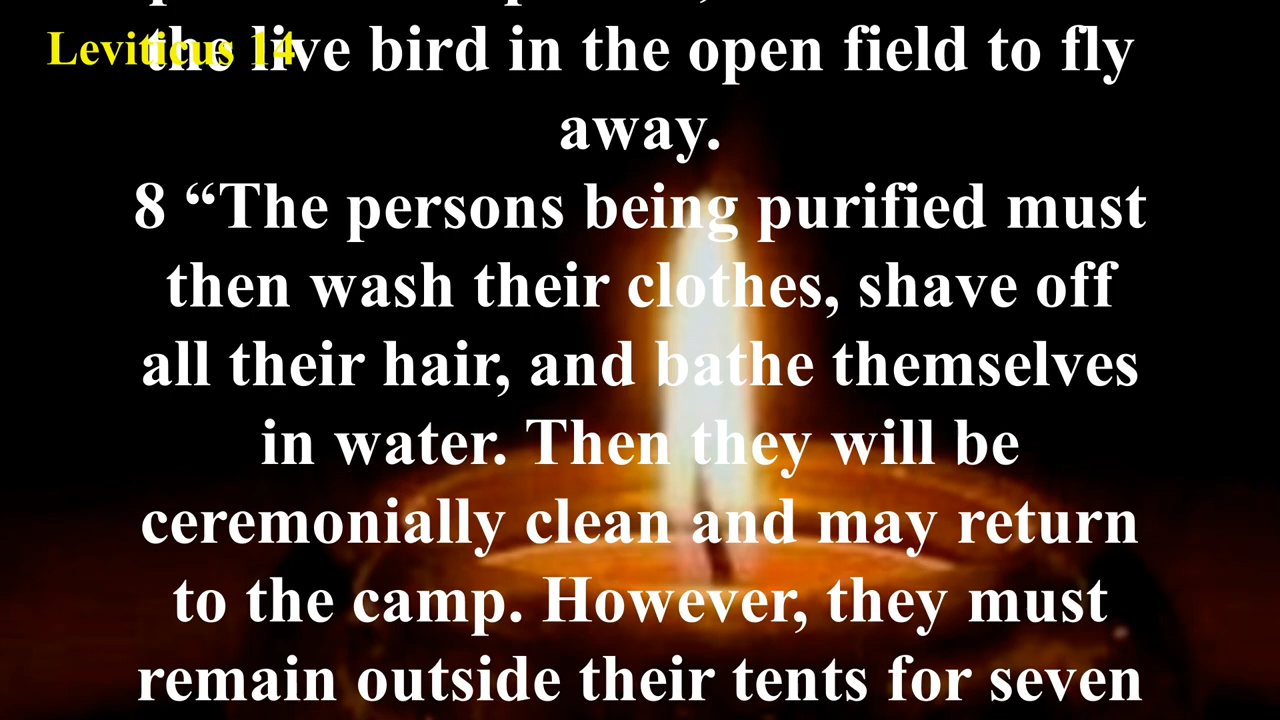 Leviticus 14
the live bird in the open field to fly
away.
8 “The persons being purified must
then wash their clothes, shave off
all their hair, and bathe themselves
in water. Then they will be
ceremonially clean and may return
to the camp. However, they must
remain outside their tents for seven